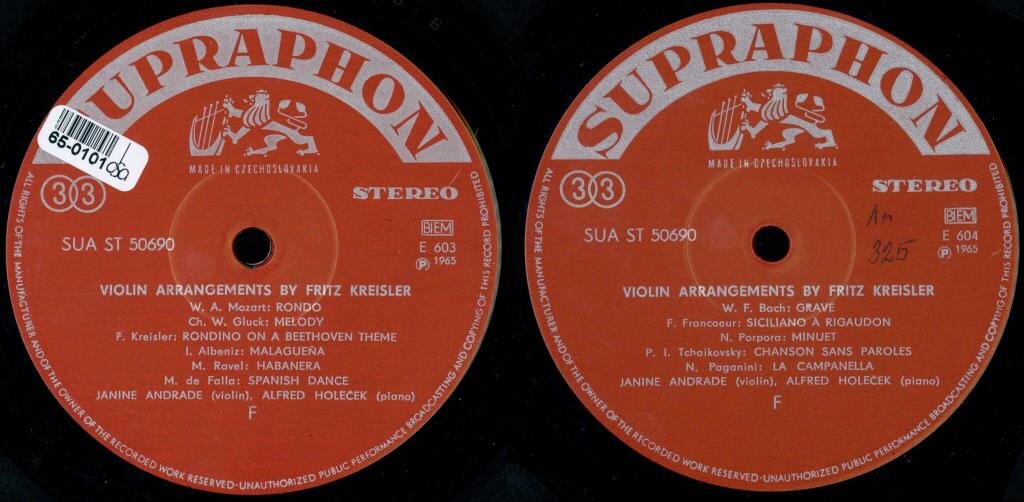 SUPRAPHON
65-0101080
MADE IN CZECHOSLOVAKIA
33
STEREO
BIEM
SUA ST 50690
E 603
Ⓟ 1965
VIOLIN ARRANGEMENTS BY FRITZ KREISLER
W. A. Mozart: RONDO
Ch. W. Gluck: MELODY
F. Kreisler: RONDINO ON A BEETHOVEN THEME
I. Albeniz: MALAGUEÑA
M. Ravel: HABANERA
M. de Falla: SPANISH DANCE
JANINE ANDRADE (violin), ALFRED HOLEČEK (piano)
F
ALL RIGHTS OF THE MANUFACTURER AND OF THE OWNER OF THE RECORDED WORK RESERVED-UNAUTHORIZED PUBLIC PERFORMANCE BROADCASTING AND COPYING OF THIS RECORD PROHIBITED
SUPRAPHON
MADE IN CZECHOSLOVAKIA
33
STEREO
An
325
BIEM
SUA ST 50690
E 604
Ⓟ 1965
VIOLIN ARRANGEMENTS BY FRITZ KREISLER
W. F. Bach: GRAVE
F. Francoeur: SICILIANO À RIGAUDON
N. Porpora: MINUET
P. I. Tchaikovsky: CHANSON SANS PAROLES
N. Paganini: LA CAMPANELLA
JANINE ANDRADE (violin), ALFRED HOLEČEK (piano)
F
ALL RIGHTS OF THE MANUFACTURER AND OF THE OWNER OF THE RECORDED WORK RESERVED-UNAUTHORIZED PUBLIC PERFORMANCE BROADCASTING AND COPYING OF THIS RECORD PROHIBITED